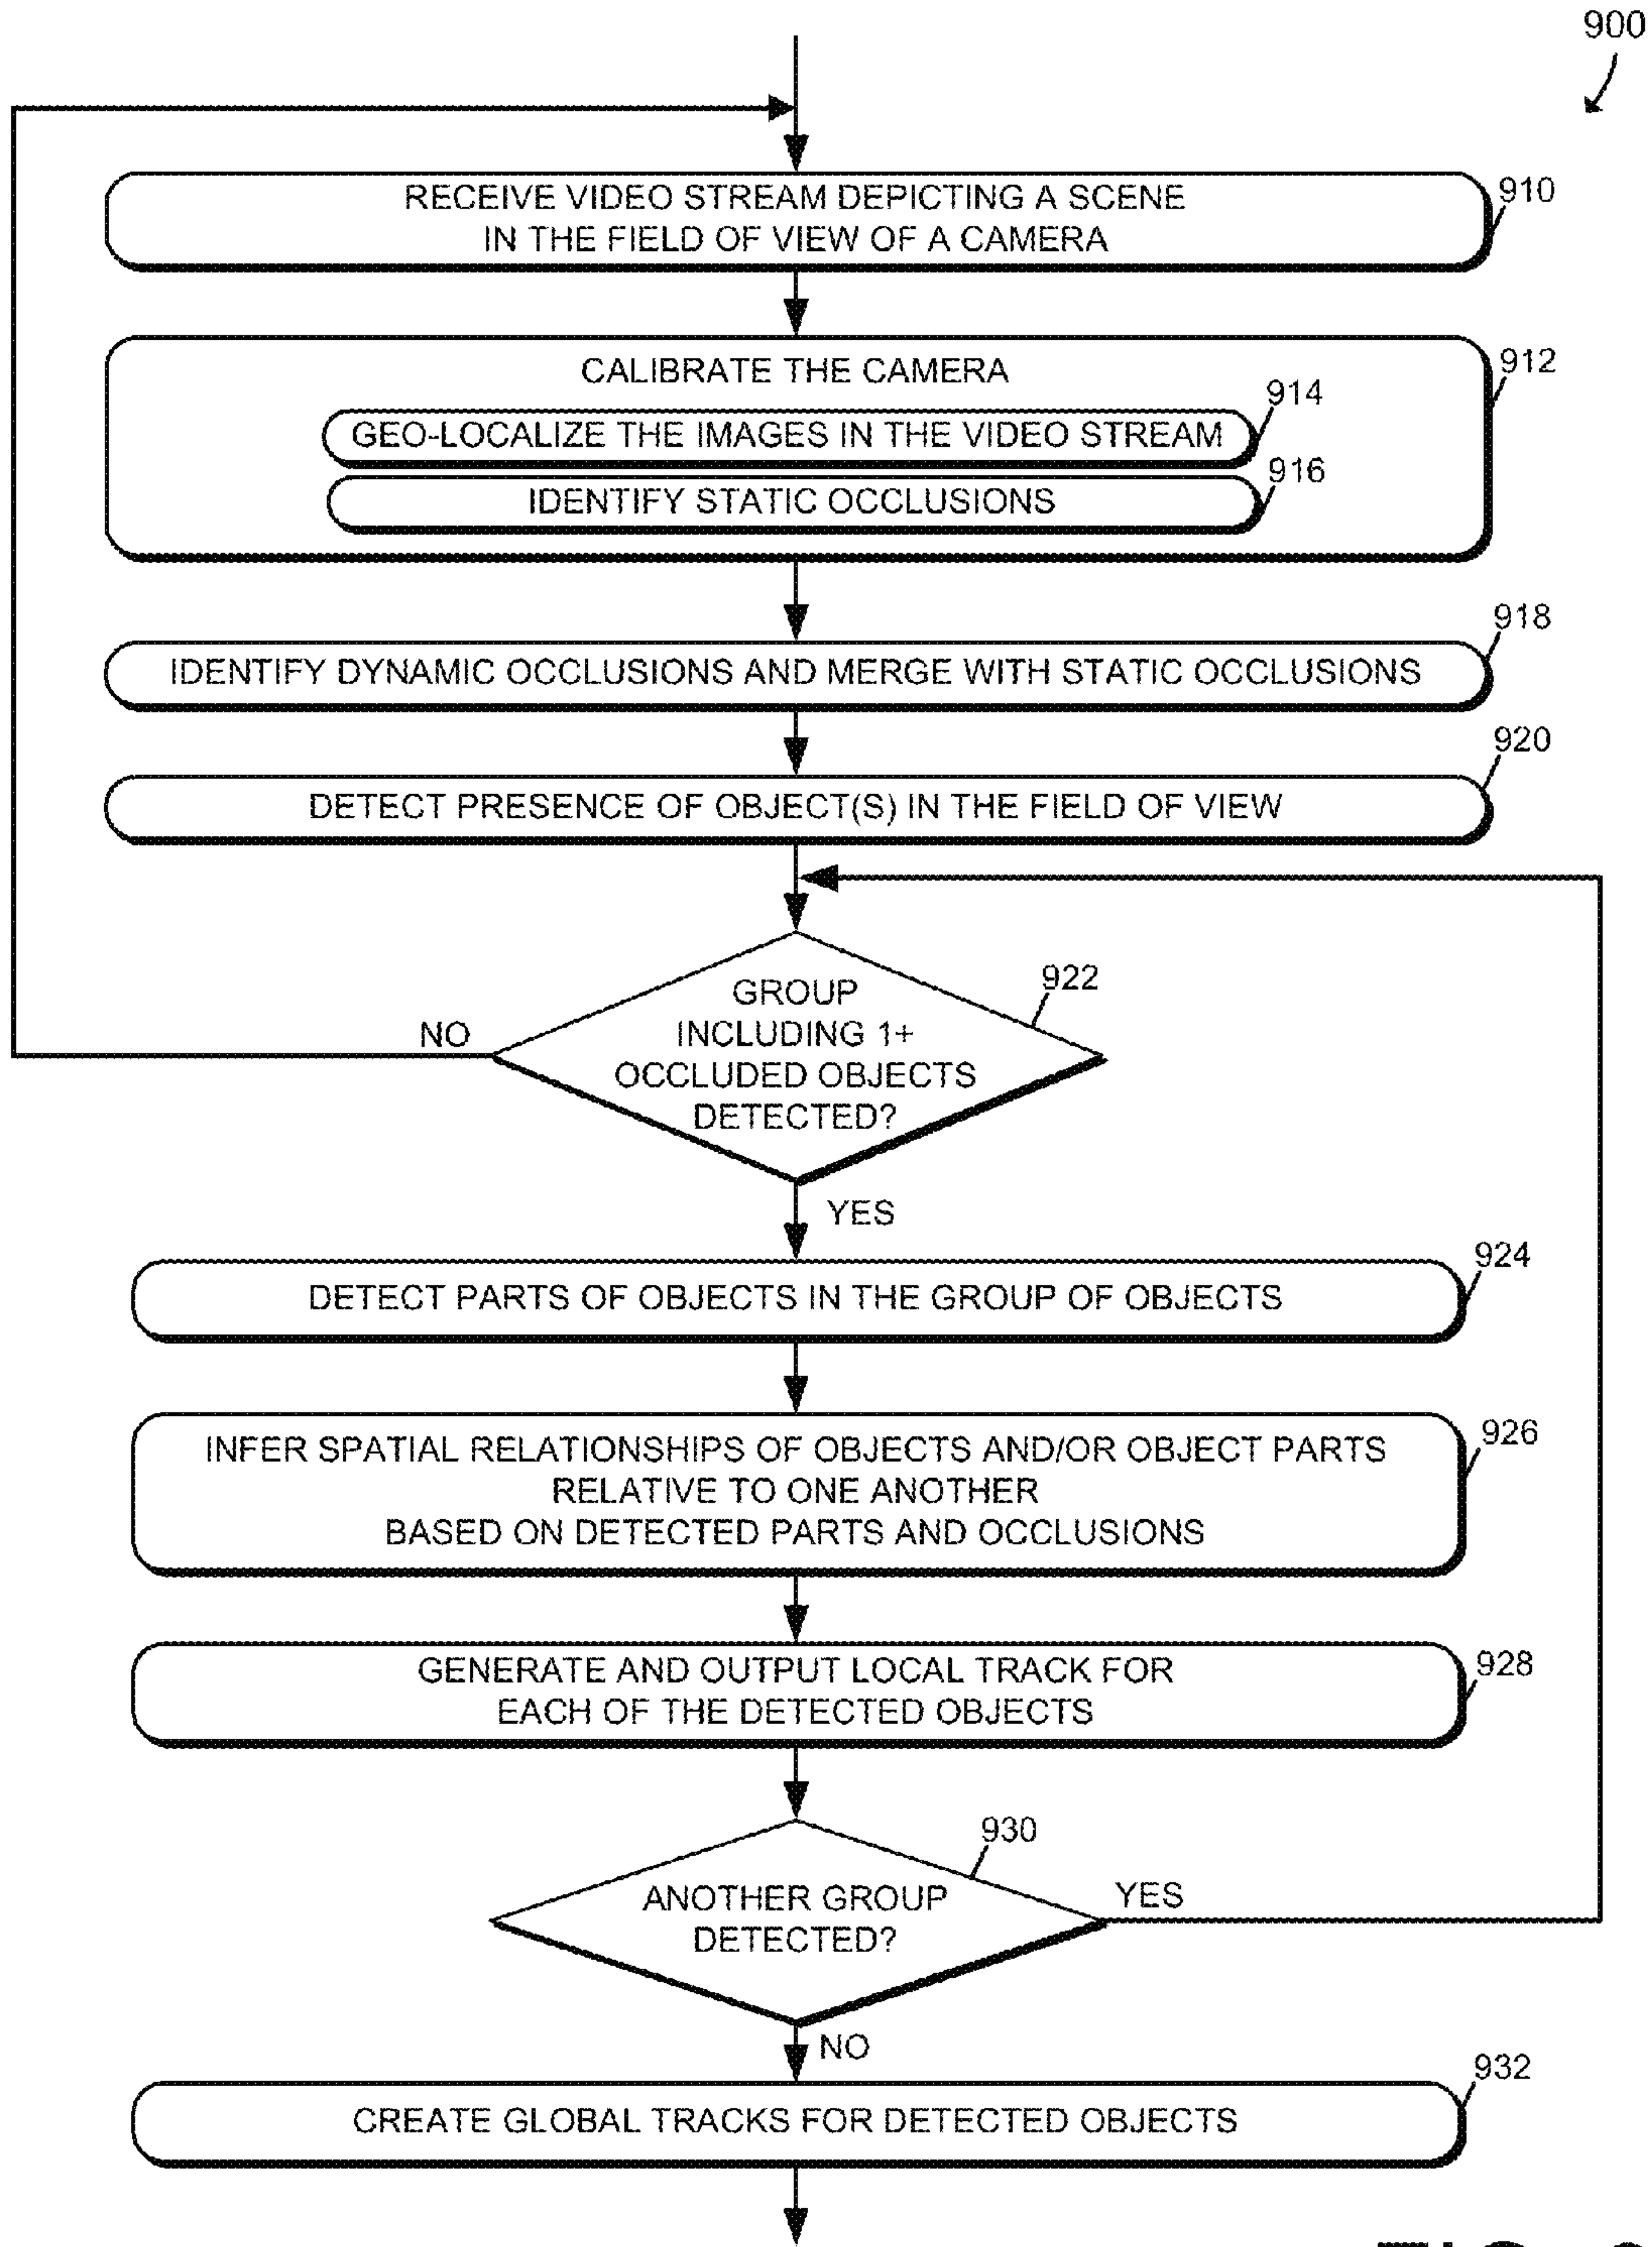 900
RECEIVE VIDEO STREAM DEPICTING A SCENE
IN THE FIELD OF VIEW OF A CAMERA
910
CALIBRATE THE CAMERA
912
914
GEO-LOCALIZE THE IMAGES IN THE VIDEO STREAM
916
IDENTIFY STATIC OCCLUSIONS
918
IDENTIFY DYNAMIC OCCLUSIONS AND MERGE WITH STATIC OCCLUSIONS
920
DETECT PRESENCE OF OBJECT(S) IN THE FIELD OF VIEW
922
GROUP
INCLUDING 1+
OCCLUDED OBJECTS
DETECTED?
NO
YES
924
DETECT PARTS OF OBJECTS IN THE GROUP OF OBJECTS
926
INFER SPATIAL RELATIONSHIPS OF OBJECTS AND/OR OBJECT PARTS
RELATIVE TO ONE ANOTHER
BASED ON DETECTED PARTS AND OCCLUSIONS
928
GENERATE AND OUTPUT LOCAL TRACK FOR
EACH OF THE DETECTED OBJECTS
930
ANOTHER GROUP
DETECTED?
YES
NO
932
CREATE GLOBAL TRACKS FOR DETECTED OBJECTS